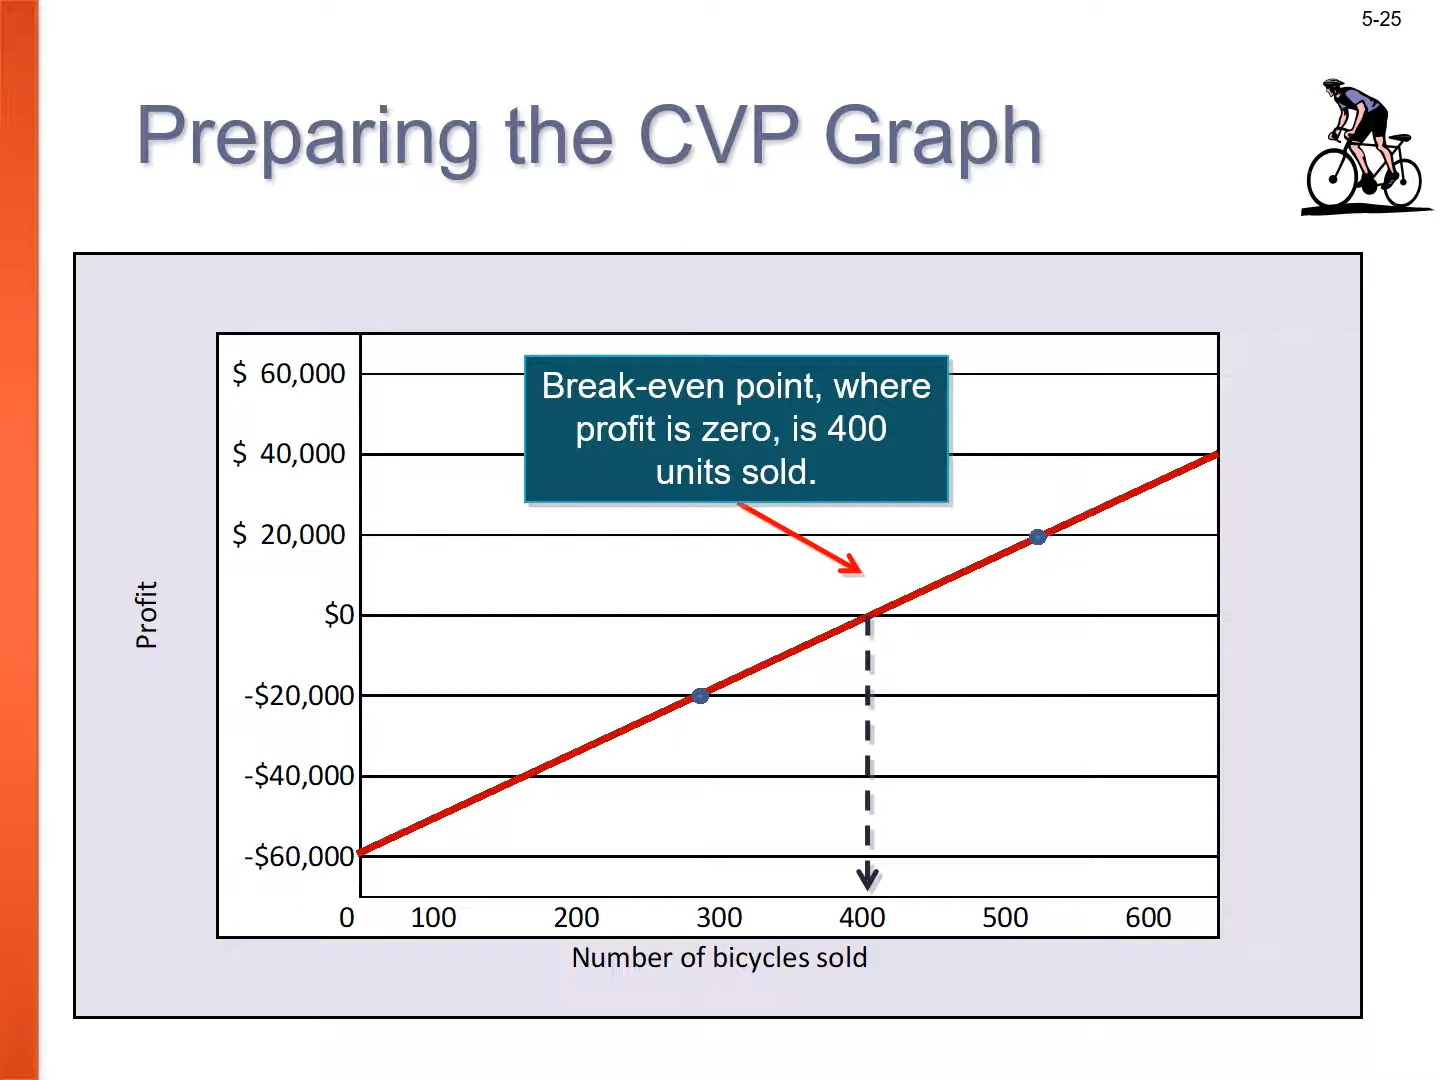 5-25
Preparing the CVP Graph
Break-even point, where
profit is zero, is 400
units sold.
$ 60,000
$ 40,000
$ 20,000
$0
-$20,000
-$40,000
-$60,000
Profit
0 100 200 300 400 500 600
Number of bicycles sold